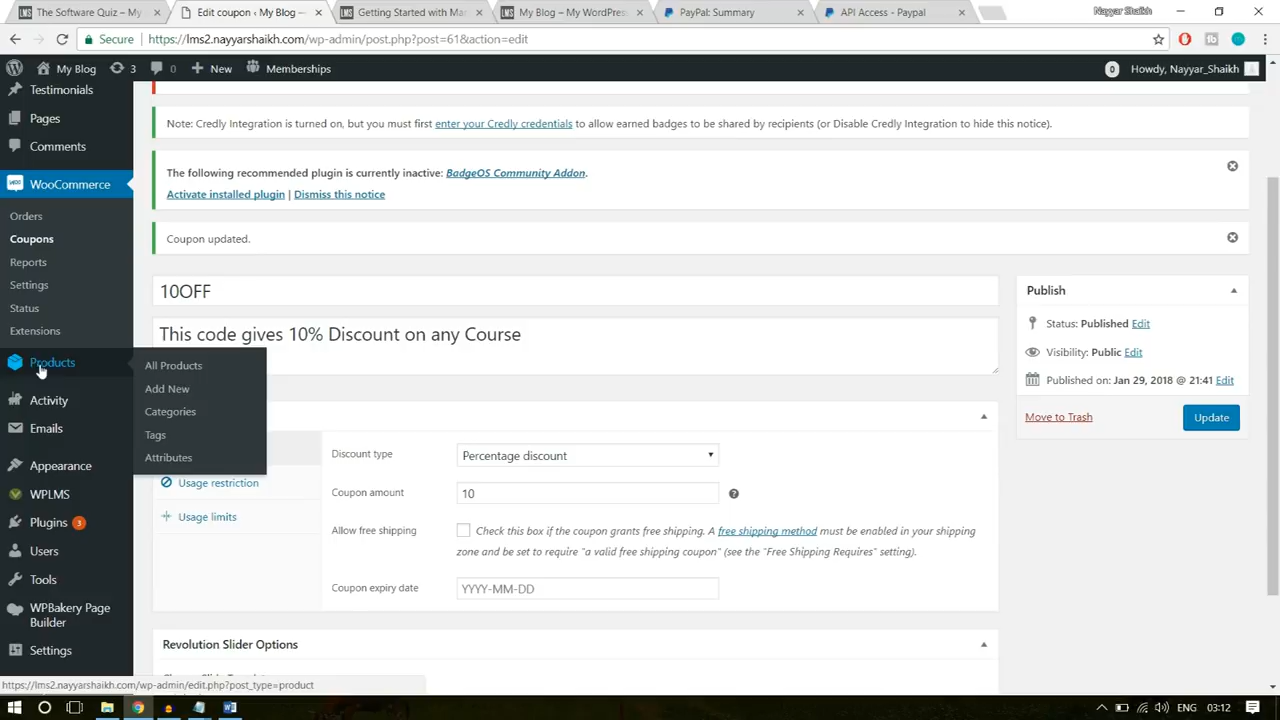 The Software Quiz – My
Edit coupon ‹ My Blog —
Getting Started with Ma
My Blog – My WordPress
PayPal: Summary
API Access - Paypal
Nayyar Shaikh
Secure
https://lms2.nayyarshaikh.com/wp-admin/post.php?post=61&action=edit
My Blog
3
0
New
Memberships
0
Howdy, Nayyar_Shaikh
Testimonials
Pages
Comments
WooCommerce
Orders
Coupons
Reports
Settings
Status
Extensions
Products
Activity
Emails
Appearance
WPLMS
Plugins 3
Users
Tools
WPBakery Page
Builder
Settings
All Products
Add New
Categories
Tags
Attributes
Note: Credly Integration is turned on, but you must first enter your Credly credentials to allow earned badges to be shared by recipients (or Disable Credly Integration to hide this notice).
The following recommended plugin is currently inactive: BadgeOS Community Addon.
Activate installed plugin | Dismiss this notice
Coupon updated.
10OFF
This code gives 10% Discount on any Course
Usage restriction
Usage limits
Discount type
Percentage discount
Coupon amount
10
Allow free shipping
Check this box if the coupon grants free shipping. A free shipping method must be enabled in your shipping
zone and be set to require "a valid free shipping coupon" (see the "Free Shipping Requires" setting).
Coupon expiry date
YYYY-MM-DD
Revolution Slider Options
Publish
Status: Published Edit
Visibility: Public Edit
Published on: Jan 29, 2018 @ 21:41 Edit
Move to Trash
Update
https://lms2.nayyarshaikh.com/wp-admin/edit.php?post_type=product
ENG
03:12